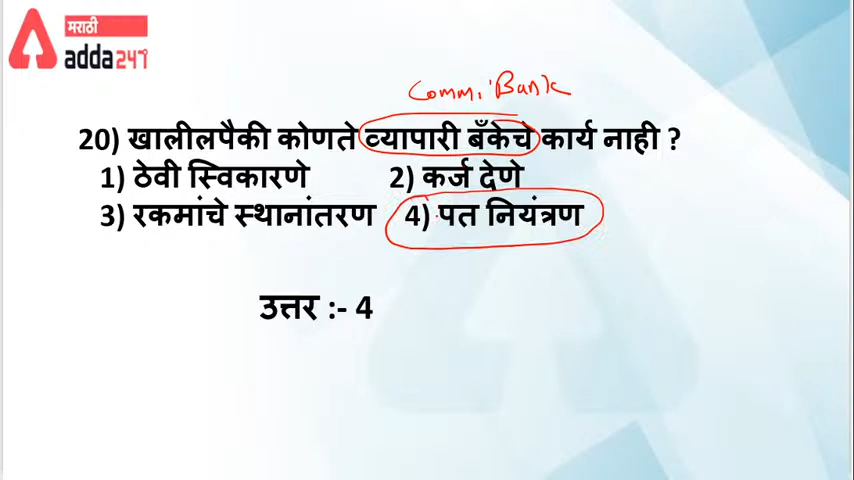 मराठी
adda247
Comm. Bank
20) खालीलपैकी कोणते व्यापारी बँकेचे कार्य नाही ?
1) ठेवी स्विकारणे 2) कर्ज देणे
3) रकमांचे स्थानांतरण 4) पत नियंत्रण
उत्तर :- 4